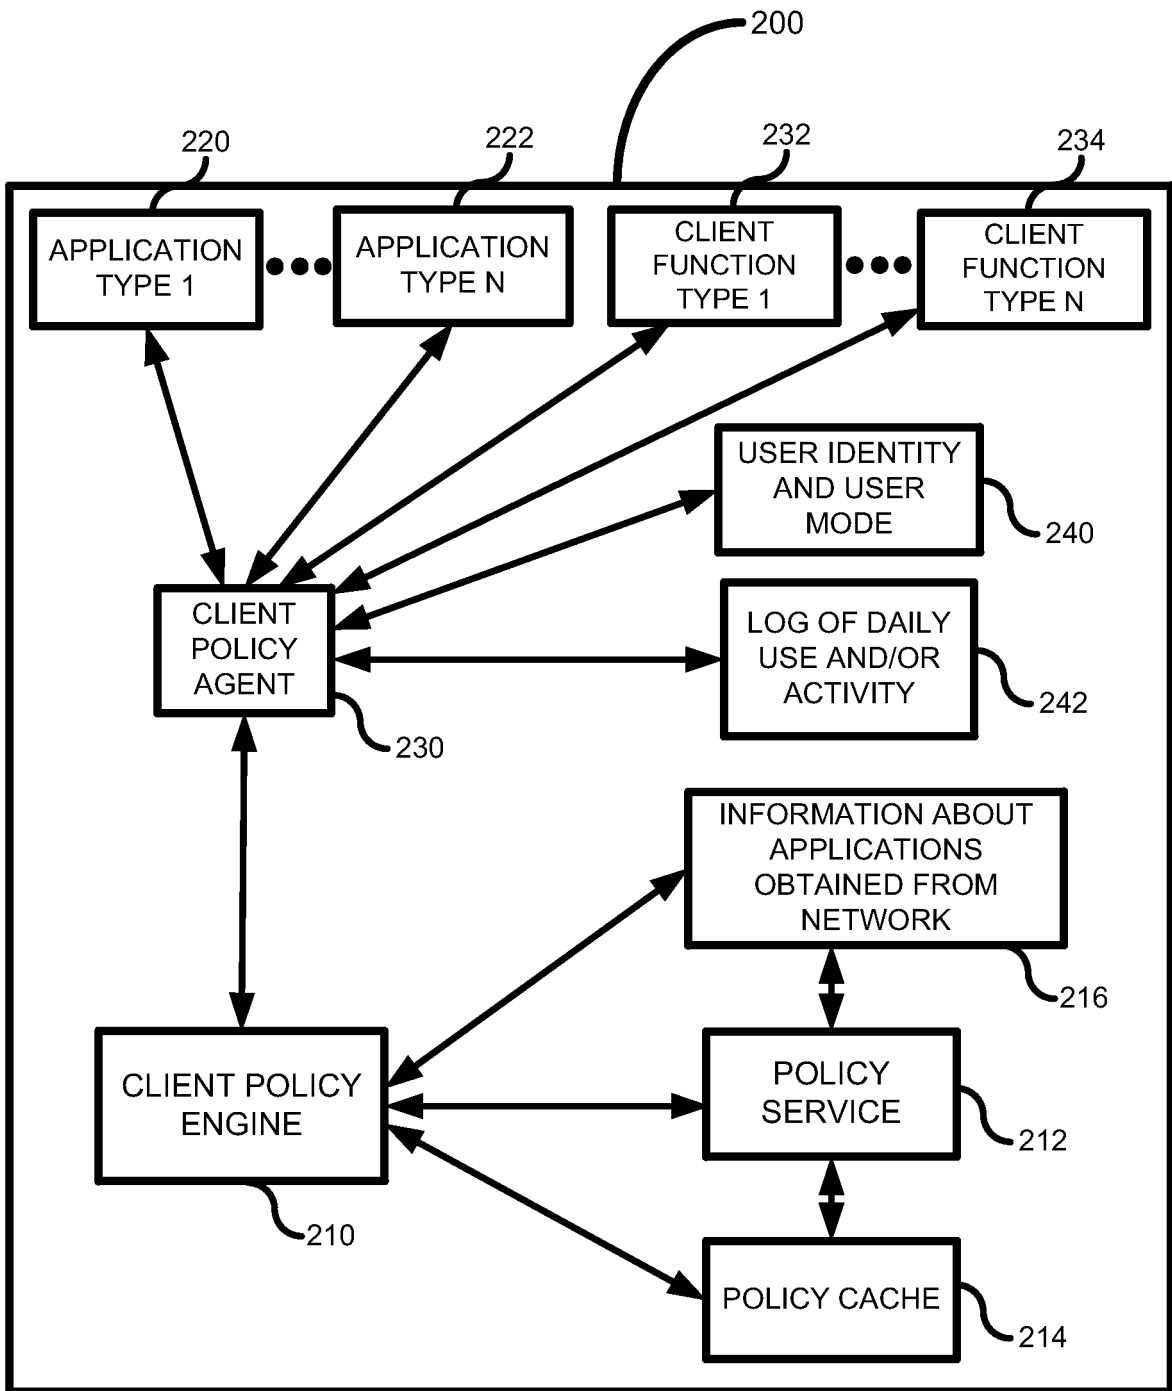 200
220
222
232
234
APPLICATION
TYPE 1
APPLICATION
TYPE N
CLIENT
FUNCTION
TYPE 1
CLIENT
FUNCTION
TYPE N
USER IDENTITY
AND USER
MODE
240
CLIENT
POLICY
AGENT
230
LOG OF DAILY
USE AND/OR
ACTIVITY
242
INFORMATION ABOUT
APPLICATIONS
OBTAINED FROM
NETWORK
216
CLIENT POLICY
ENGINE
210
POLICY
SERVICE
212
POLICY CACHE
214